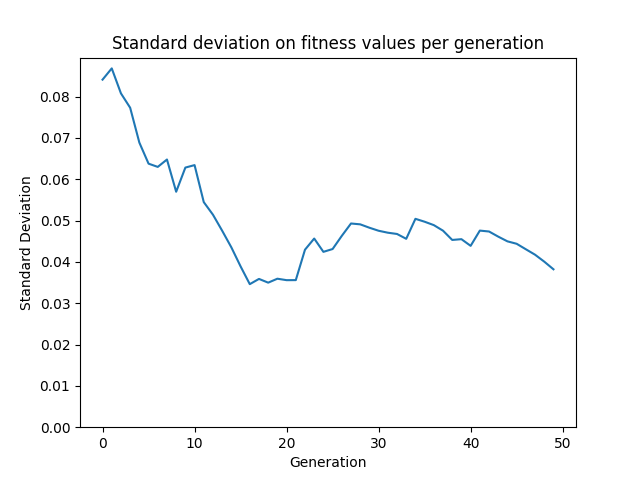 Standard deviation on fitness values per generation
0.08
0.07
0.06
0.05
0.04
0.03
0.02
0.01
0.00
Standard Deviation
0 10 20 30 40 50
Generation